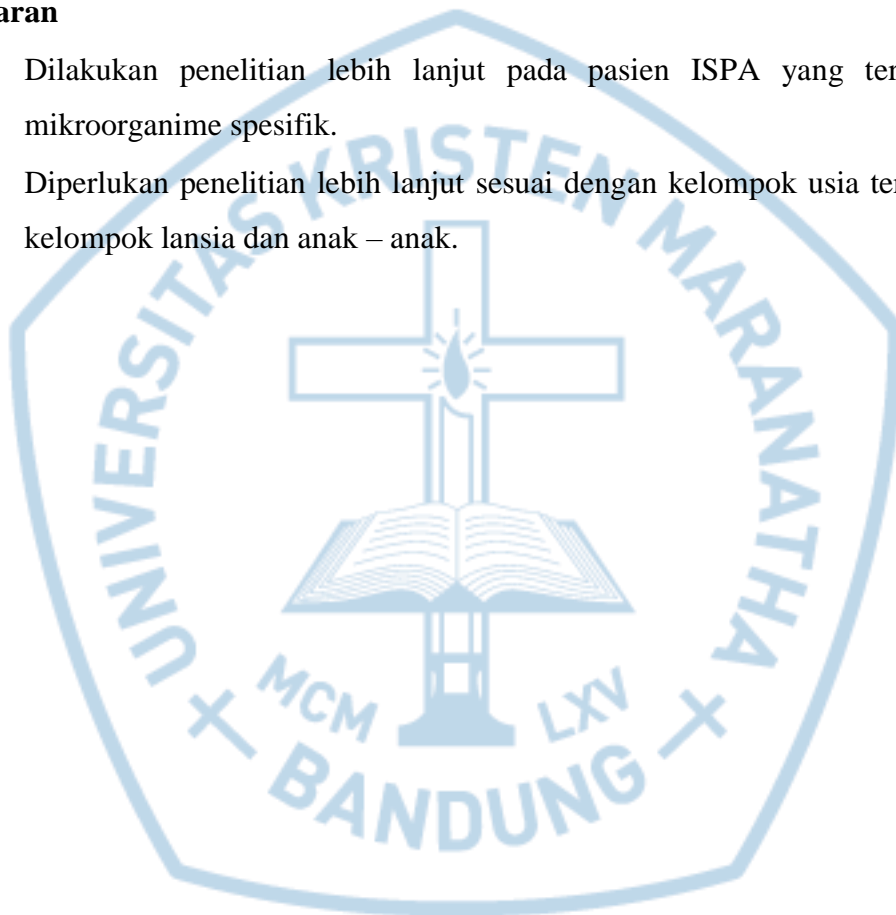 aran
Dilakukan penelitian lebih lanjut pada pasien ISPA yang ter
mikroorganime spesifik.
Diperlukan penelitian lebih lanjut sesuai dengan kelompok usia ter
kelompok lansia dan anak – anak.
UNIVERSITAS KRISTEN MARANATHA
MCM LXV
BANDUNG